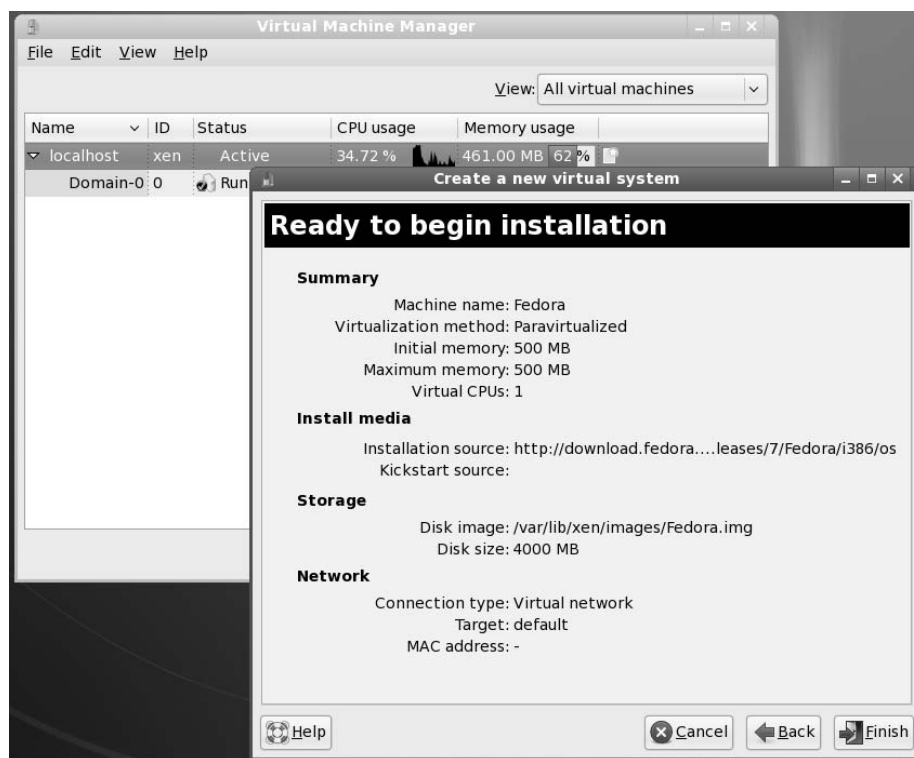 Virtual Machine Manager
File Edit View Help
View: All virtual machines
Name ID Status CPU usage Memory usage
localhost xen Active 34.72 % 461.00 MB 62 %
Domain-0 0 Run
Create a new virtual system
Ready to begin installation
Summary
Machine name: Fedora
Virtualization method: Paravirtualized
Initial memory: 500 MB
Maximum memory: 500 MB
Virtual CPUs: 1
Install media
Installation source: http://download.fedora....leases/7/Fedora/i386/os
Kickstart source:
Storage
Disk image: /var/lib/xen/images/Fedora.img
Disk size: 4000 MB
Network
Connection type: Virtual network
Target: default
MAC address: -
Help Cancel Back Finish